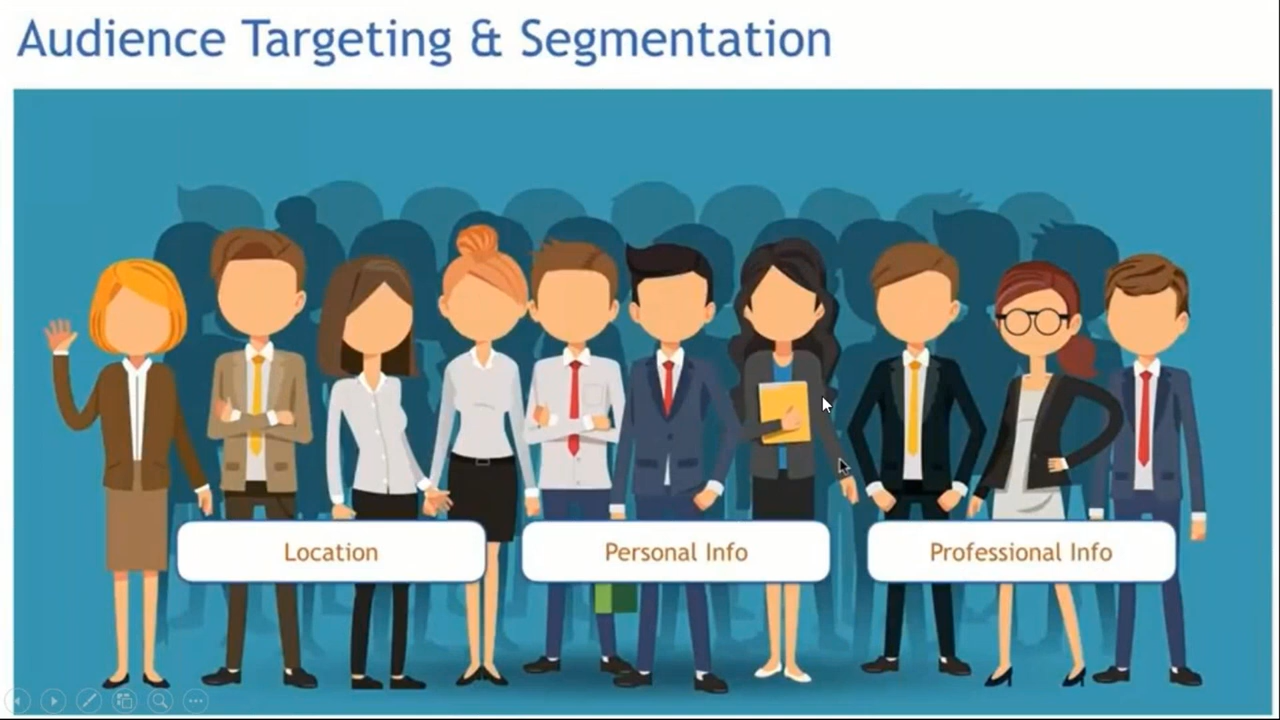 Audience Targeting & Segmentation
Location
Personal Info
Professional Info